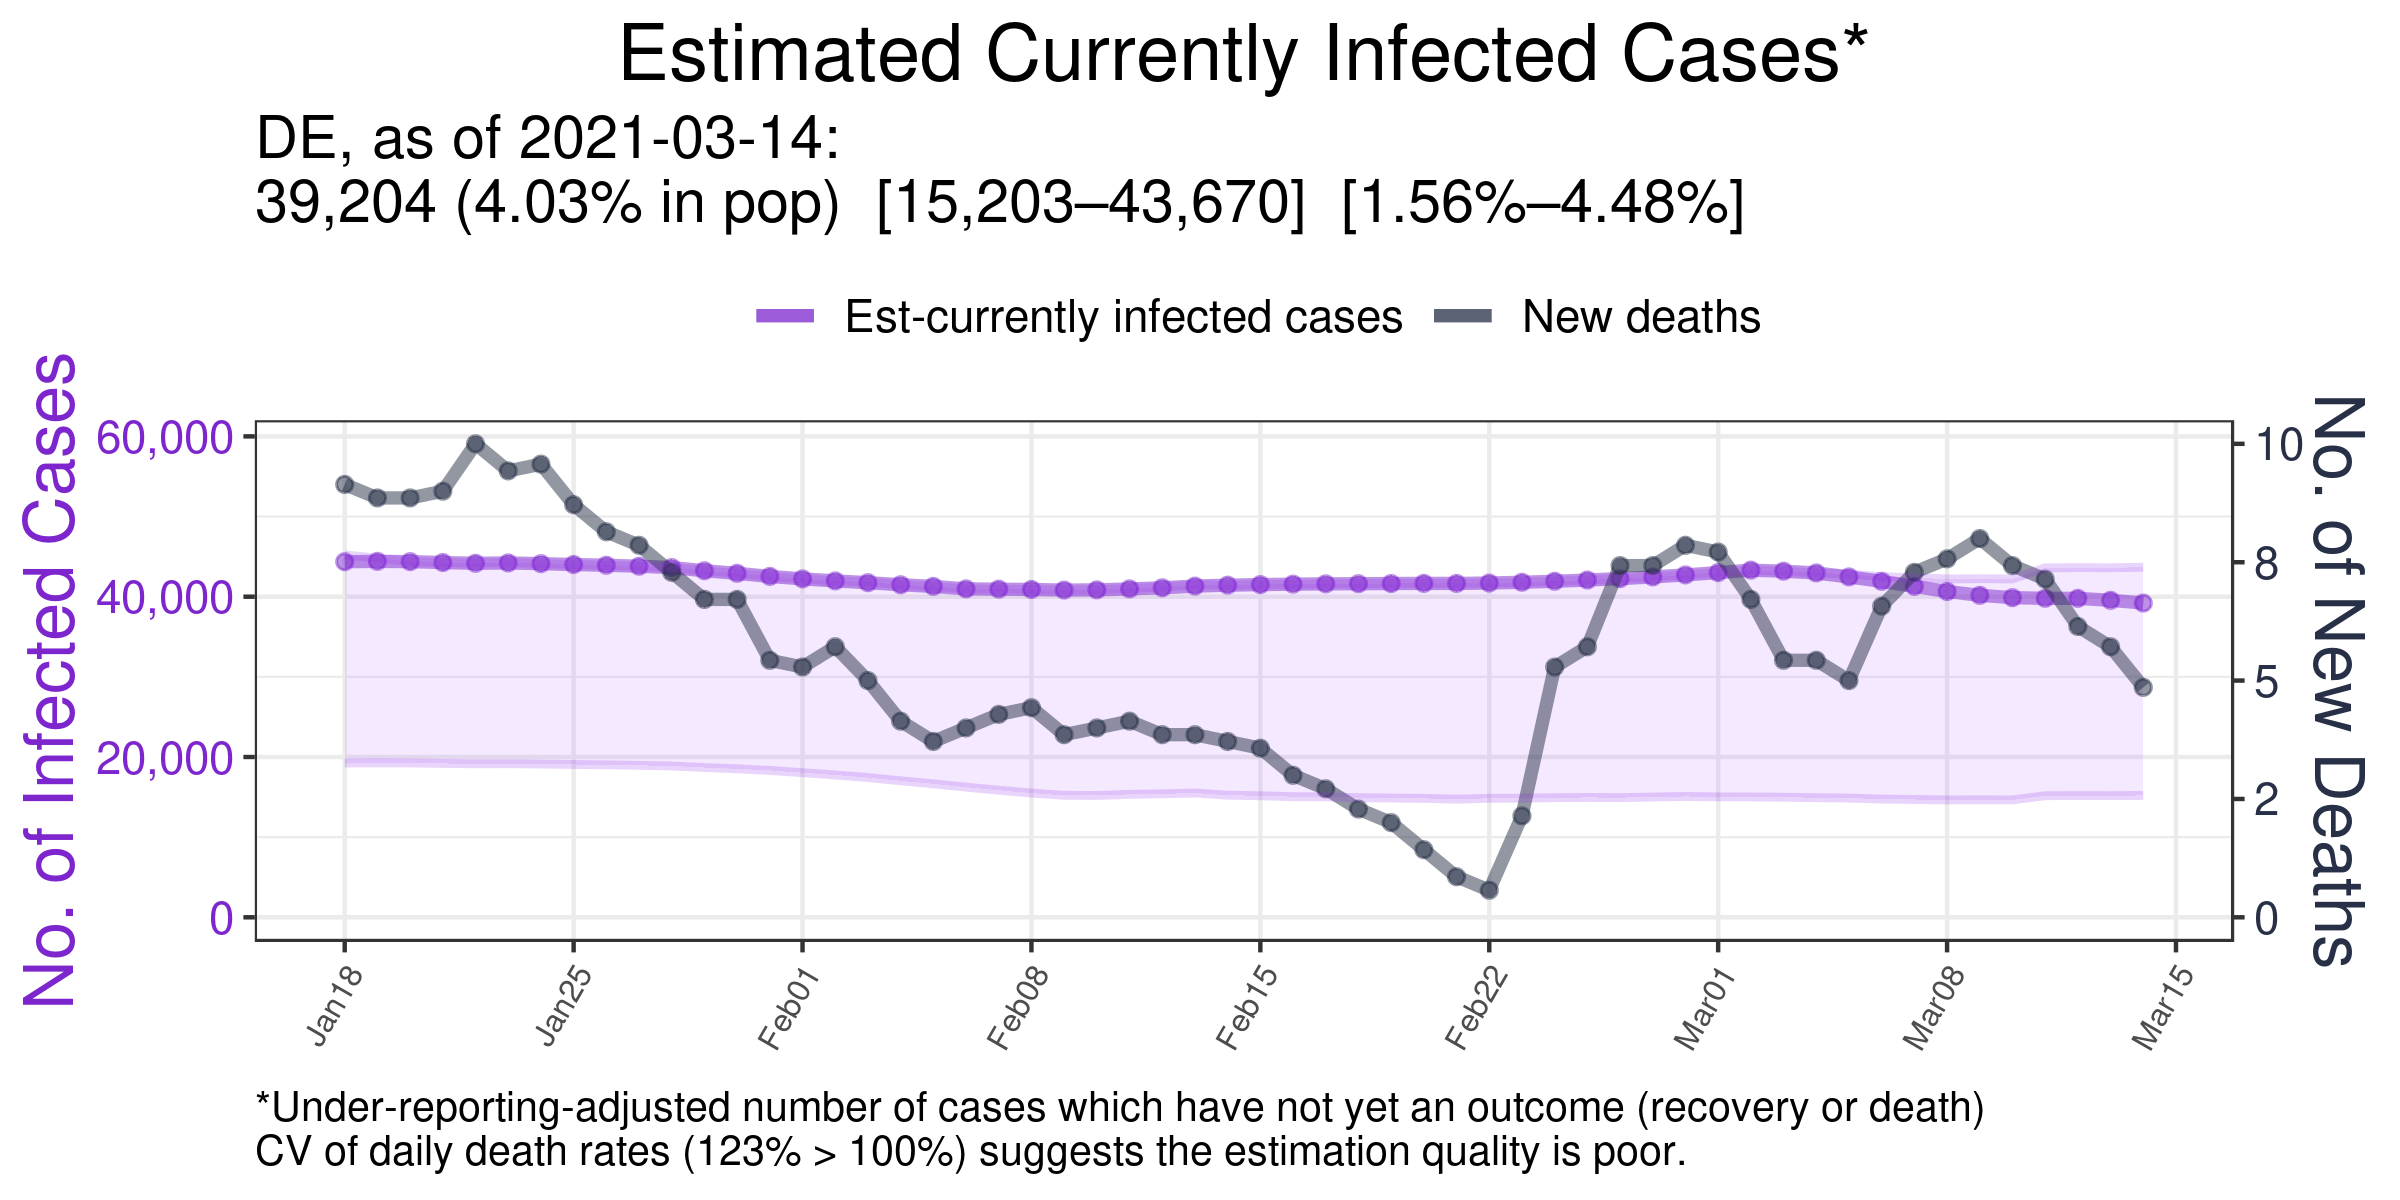 Estimated Currently Infected Cases*
DE, as of 2021-03-14:
39,204 (4.03% in pop)  [15,203–43,670]  [1.56%–4.48%]
Est-currently infected cases
New deaths
No. of Infected Cases
60,000
40,000
20,000
0
10
8
5
2
0
No. of New Deaths
Jan18
Jan25
Feb01
Feb08
Feb15
Feb22
Mar01
Mar08
Mar15
*Under-reporting-adjusted number of cases which have not yet an outcome (recovery or death)
CV of daily death rates (123% > 100%) suggests the estimation quality is poor.